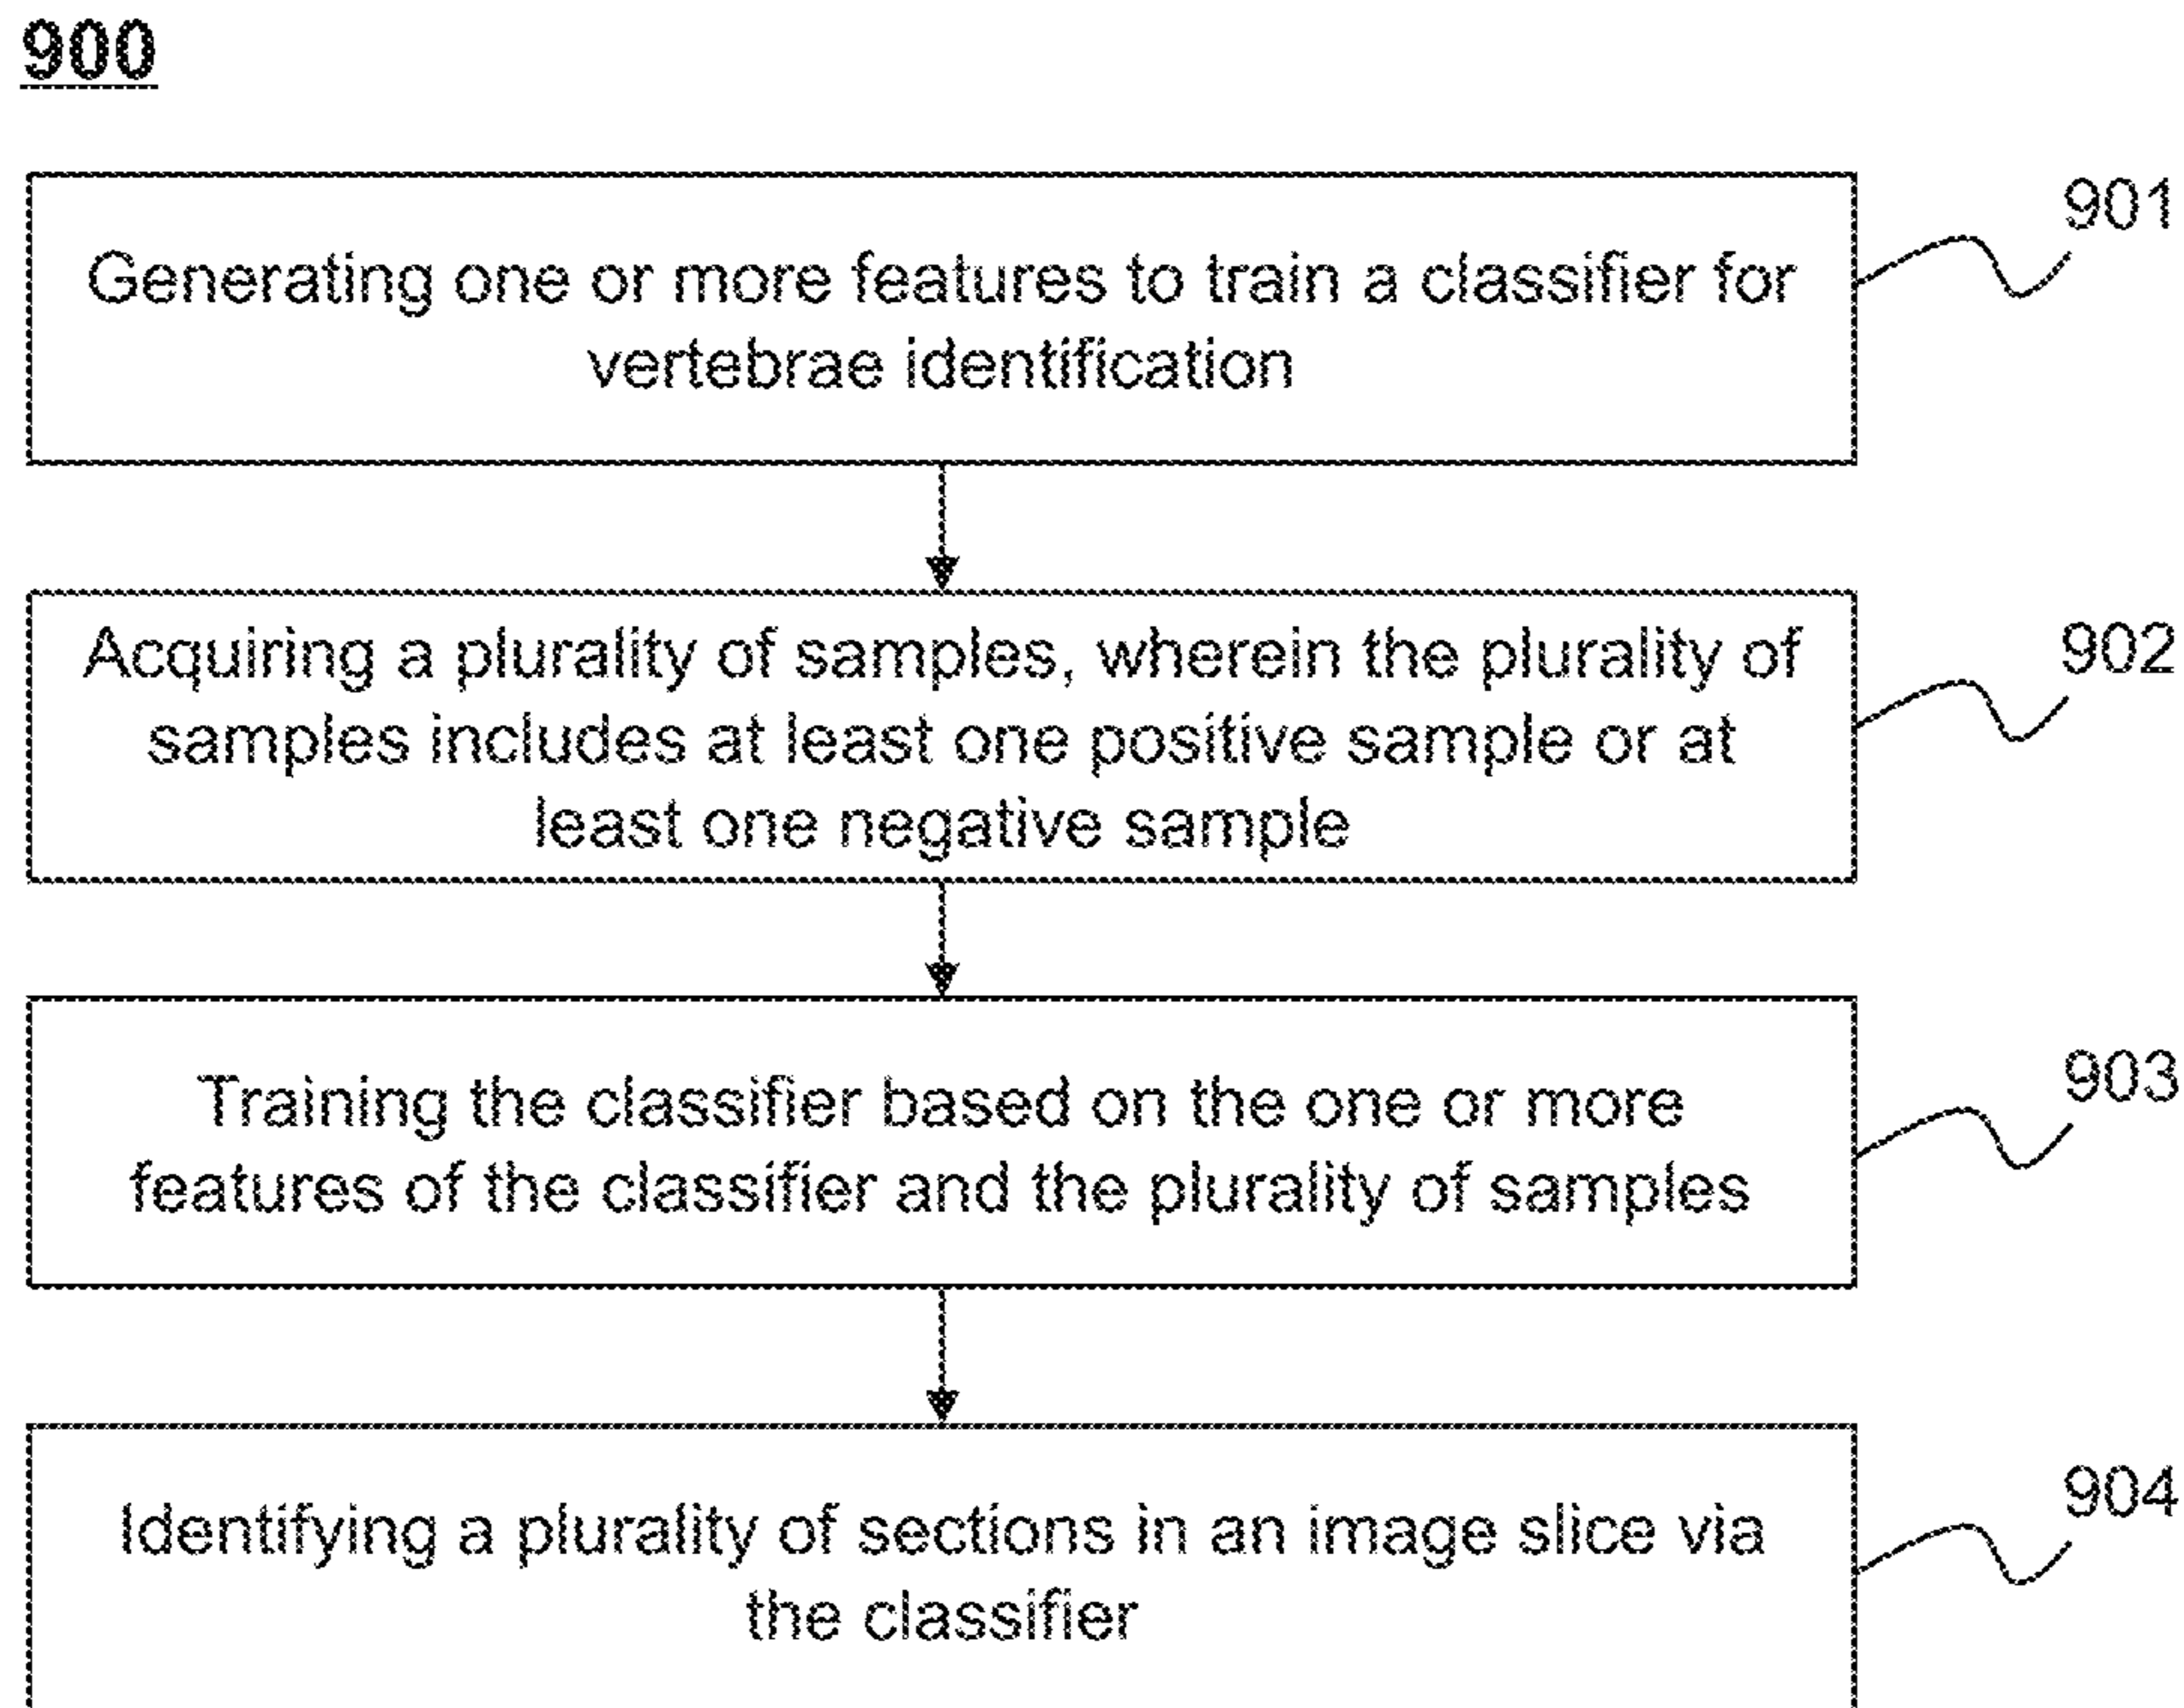 900
901
Generating one or more features to train a classifier for
vertebrae identification
902
Acquiring a plurality of samples, wherein the plurality of
samples includes at least one positive sample or at
least one negative sample
903
Training the classifier based on the one or more
features of the classifier and the plurality of samples
904
Identifying a plurality of sections in an image slice via
the classifier